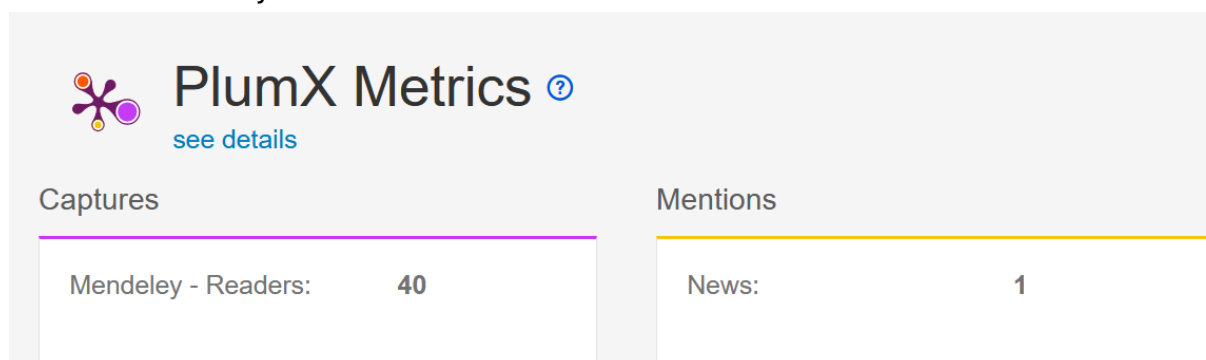 PlumX Metrics ?
see details
Captures
Mentions
Mendeley - Readers: 40
News: 1